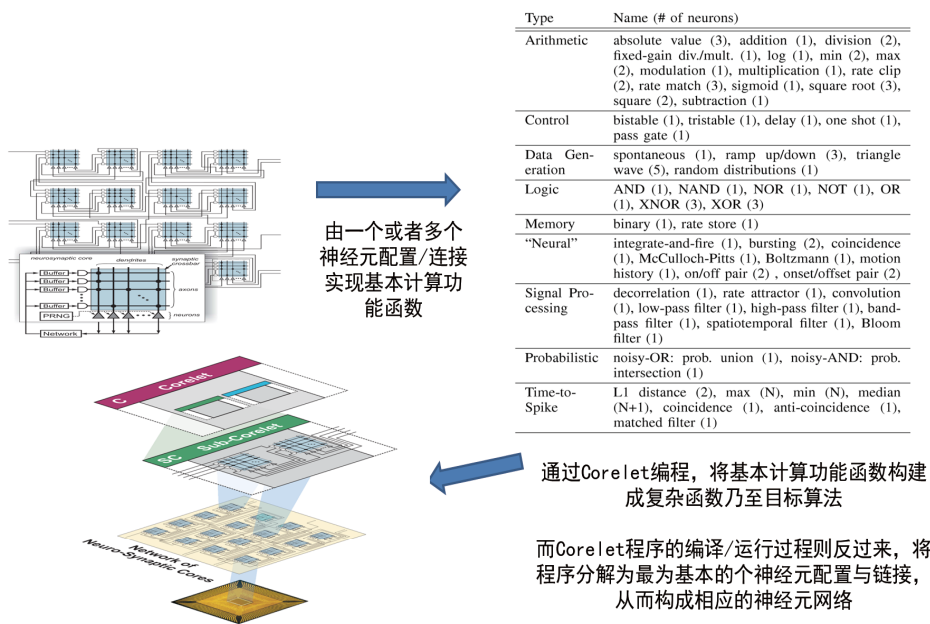 Type Name (# of neurons)
Arithmetic absolute value (3), addition (1), division (2),
fixed-gain div./mult. (1), log (1), min (2), max
(2), modulation (1), multiplication (1), rate clip
(2), rate match (3), sigmoid (1), square root (3),
square (2), subtraction (1)
Control bistable (1), tristable (1), delay (1), one shot (1),
pass gate (1)
Data Gen- spontaneous (1), ramp up/down (3), triangle
eration wave (5), random distributions (1)
Logic AND (1), NAND (1), NOR (1), NOT (1), OR
(1), XNOR (3), XOR (3)
Memory binary (1), rate store (1)
“Neural” integrate-and-fire (1), bursting (2), coincidence
(1), McCulloch-Pitts (1), Boltzmann (1), motion
history (1), on/off pair (2) , onset/offset pair (2)
Signal Pro- decorrelation (1), rate attractor (1), convolution
cessing (1), low-pass filter (1), high-pass filter (1), band-
pass filter (1), spatiotemporal filter (1), Bloom
filter (1)
Probabilistic noisy-OR: prob. union (1), noisy-AND: prob.
intersection (1)
Time-to- L1 distance (2), max (N), min (N), median
Spike (N+1), coincidence (1), anti-coincidence (1),
matched filter (1)
由一个或者多个
神经元配置/连接
实现基本计算功
能函数
neurosynaptic core
dendrites
synaptic
crossbar
Buffer
Buffer
axons
Buffer
PRNG
neurons
Network
C Corelet
SC Sub-Corelet
Network of
Neuro-Synaptic Cores
通过Corelet编程，将基本计算功能函数构建
成复杂函数乃至目标算法
而Corelet程序的编译/运行过程则反过来，将
程序分解为最为基本的个神经元配置与链接，
从而构成相应的神经元网络